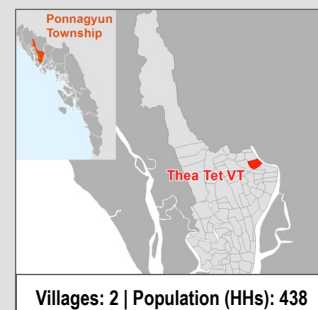 Ponnagyun
Township
Thea Tet VT
Villages: 2 | Population (HHs): 438